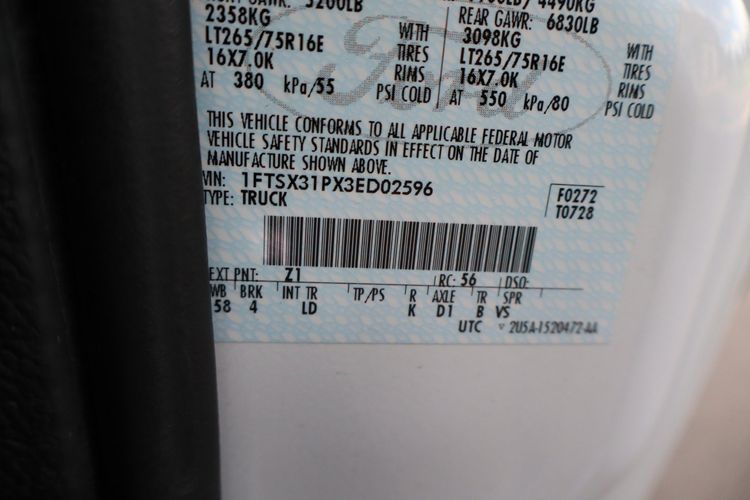 5200LB
4490KG
2358KG
REAR GAWR: 6830LB
WITH
3098KG
WITH
LT265/75R16E
TIRES
LT265/75R16E
TIRES
16X7.0K
RIMS
16X7.0K
RIMS
AT 380 kPa/55 PSI COLD
AT 550 kPa/80 PSI COLD
Ford
THIS VEHICLE CONFORMS TO ALL APPLICABLE FEDERAL MOTOR
VEHICLE SAFETY STANDARDS IN EFFECT ON THE DATE OF
MANUFACTURE SHOWN ABOVE.
VIN: 1FTSX31PX3ED02596
TYPE: TRUCK
F0272
T0728
EXT PNT: Z1 RC: 56 DSO:
WB BRK INT TR TP/PS R AXLE TR SPR
58 4 LD K D1 B VS
UTC 2U5A-1520472-AA